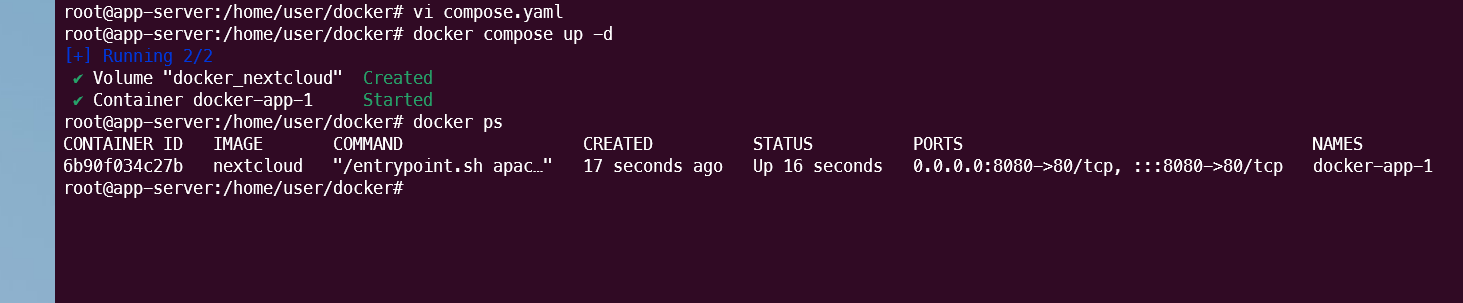 root@app-server:/home/user/docker# vi compose.yaml
root@app-server:/home/user/docker# docker compose up -d
[+] Running 2/2
✔ Volume "docker_nextcloud"  Created
✔ Container docker-app-1     Started
root@app-server:/home/user/docker# docker ps
CONTAINER ID   IMAGE       COMMAND                  CREATED          STATUS          PORTS                                   NAMES
6b90f034c27b   nextcloud   "/entrypoint.sh apac…"   17 seconds ago   Up 16 seconds   0.0.0.0:8080->80/tcp, :::8080->80/tcp   docker-app-1
root@app-server:/home/user/docker#